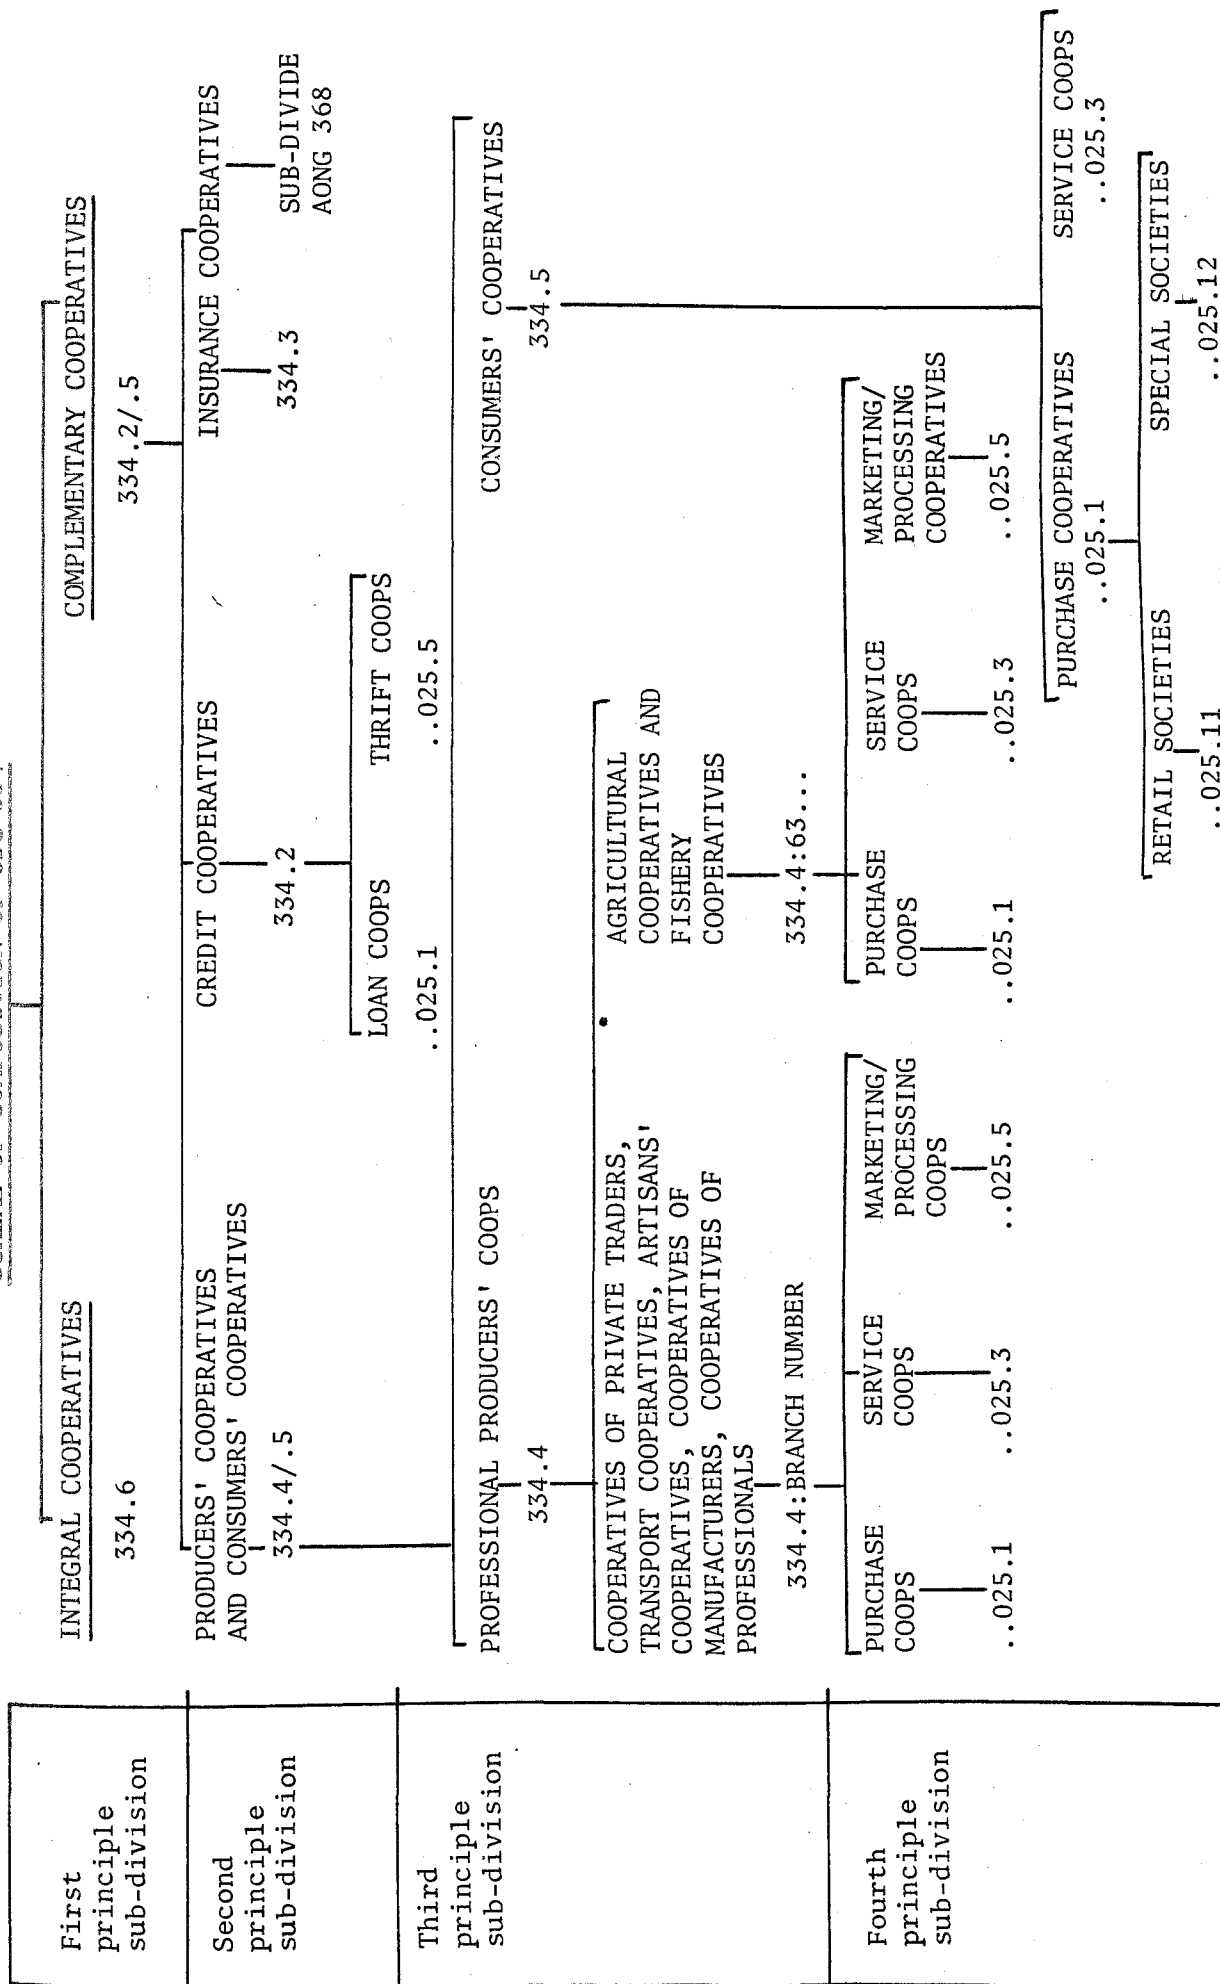 First
principle
sub-division
INTEGRAL COOPERATIVES
334.6
COMPLEMENTARY COOPERATIVES
334.2/.5
Second
principle
sub-division
PRODUCERS' COOPERATIVES
AND CONSUMERS' COOPERATIVES
334.4/.5
CREDIT COOPERATIVES
334.2
INSURANCE COOPERATIVES
334.3
SUB-DIVIDE
AONG 368
LOAN COOPS
..025.1
THRIFT COOPS
..025.5
Third
principle
sub-division
PROFESSIONAL PRODUCERS' COOPS
334.4
CONSUMERS' COOPERATIVES
334.5
COOPERATIVES OF PRIVATE TRADERS,
TRANSPORT COOPERATIVES, ARTISANS'
COOPERATIVES, COOPERATIVES OF
MANUFACTURERS, COOPERATIVES OF
PROFESSIONALS
334.4:BRANCH NUMBER
AGRICULTURAL
COOPERATIVES AND
FISHERY
COOPERATIVES
334.4:63...
Fourth
principle
sub-division
PURCHASE
COOPS
..025.1
SERVICE
COOPS
..025.3
MARKETING/
PROCESSING
COOPS
..025.5
PURCHASE
COOPS
..025.1
SERVICE
COOPS
..025.3
MARKETING/
PROCESSING
COOPERATIVES
..025.5
PURCHASE COOPERATIVES
..025.1
SERVICE COOPS
..025.3
RETAIL SOCIETIES
..025.11
SPECIAL SOCIETIES
..025.12